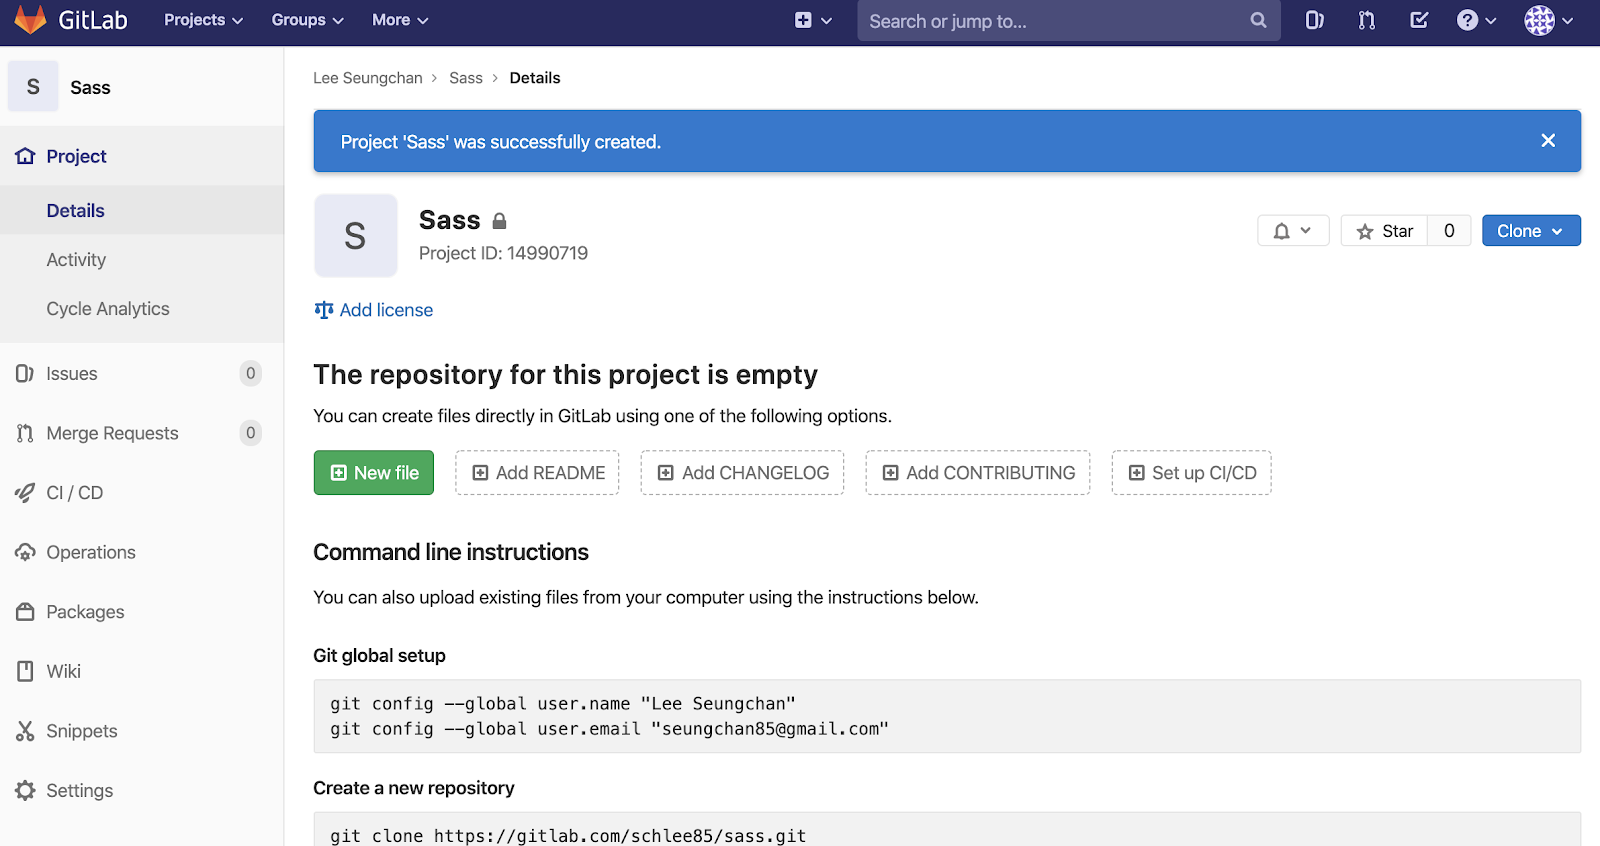 GitLab Projects Groups More Search or jump to...
S Sass
Project
Details
Activity
Cycle Analytics
Issues 0
Merge Requests 0
CI / CD
Operations
Packages
Wiki
Snippets
Settings
Lee Seungchan > Sass > Details
Project 'Sass' was successfully created.
S
Sass
Project ID: 14990719
Star 0 Clone
Add license
The repository for this project is empty
You can create files directly in GitLab using one of the following options.
New file Add README Add CHANGELOG Add CONTRIBUTING Set up CI/CD
Command line instructions
You can also upload existing files from your computer using the instructions below.
Git global setup
git config --global user.name "Lee Seungchan"
git config --global user.email "seungchan85@gmail.com"
Create a new repository
git clone https://gitlab.com/schlee85/sass.git